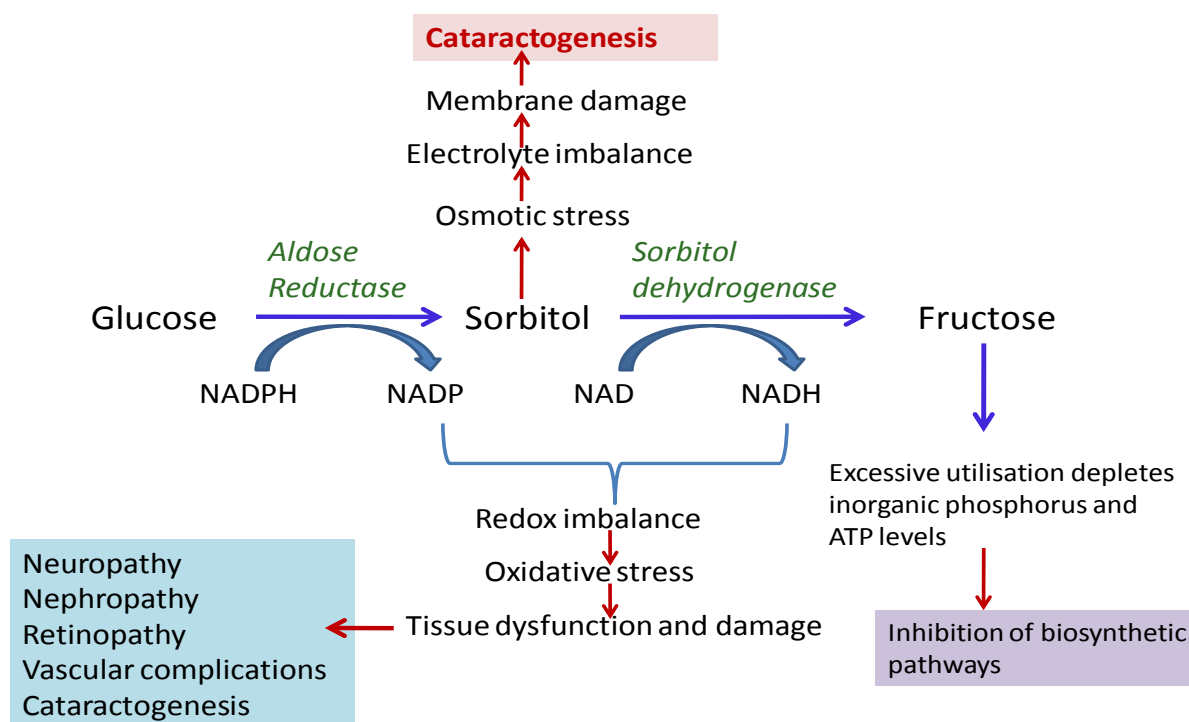 Cataractogenesis
Membrane damage
Electrolyte imbalance
Osmotic stress
Aldose
Reductase
Sorbitol
dehydrogenase
Glucose
Sorbitol
Fructose
NADPH
NADP
NAD
NADH
Excessive utilisation depletes
inorganic phosphorus and
ATP levels
Redox imbalance
Oxidative stress
Tissue dysfunction and damage
Neuropathy
Nephropathy
Retinopathy
Vascular complications
Cataractogenesis
Inhibition of biosynthetic
pathways